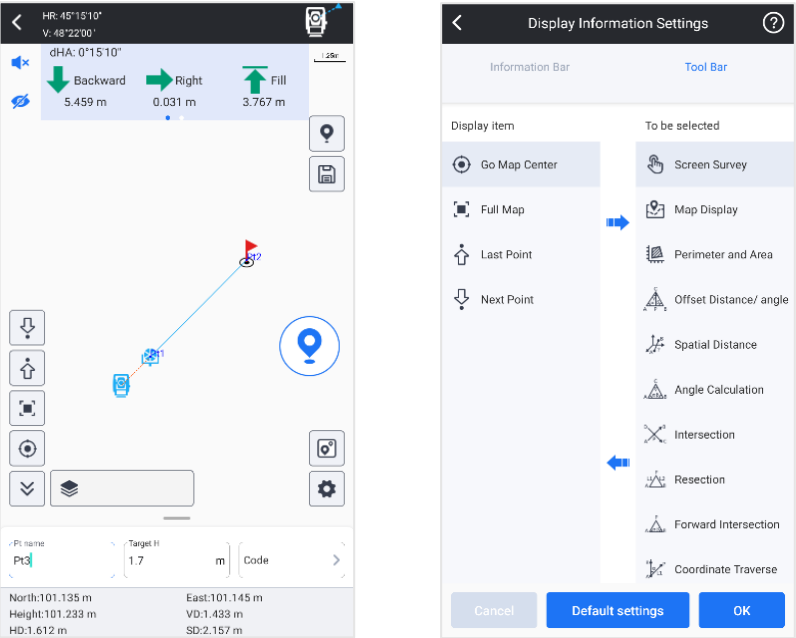 HR: 45°15'10"
V: 48°22'00'
dHA: 0°15'10"
Backward
Right
Fill
5.459 m
0.031 m
3.767 m
1.25m
Pt2
Pt1
Pt name
Pt3
Target H
1.7
m
Code
North:101.135 m
East:101.145 m
Height:101.233 m
VD:1.433 m
HD:1.612 m
SD:2.157 m
Display Information Settings
Information Bar
Tool Bar
Display item
To be selected
Go Map Center
Screen Survey
Full Map
Map Display
Last Point
Perimeter and Area
Next Point
Offset Distance/ angle
Spatial Distance
Angle Calculation
Intersection
Resection
Forward Intersection
Coordinate Traverse
Cancel
Default settings
OK